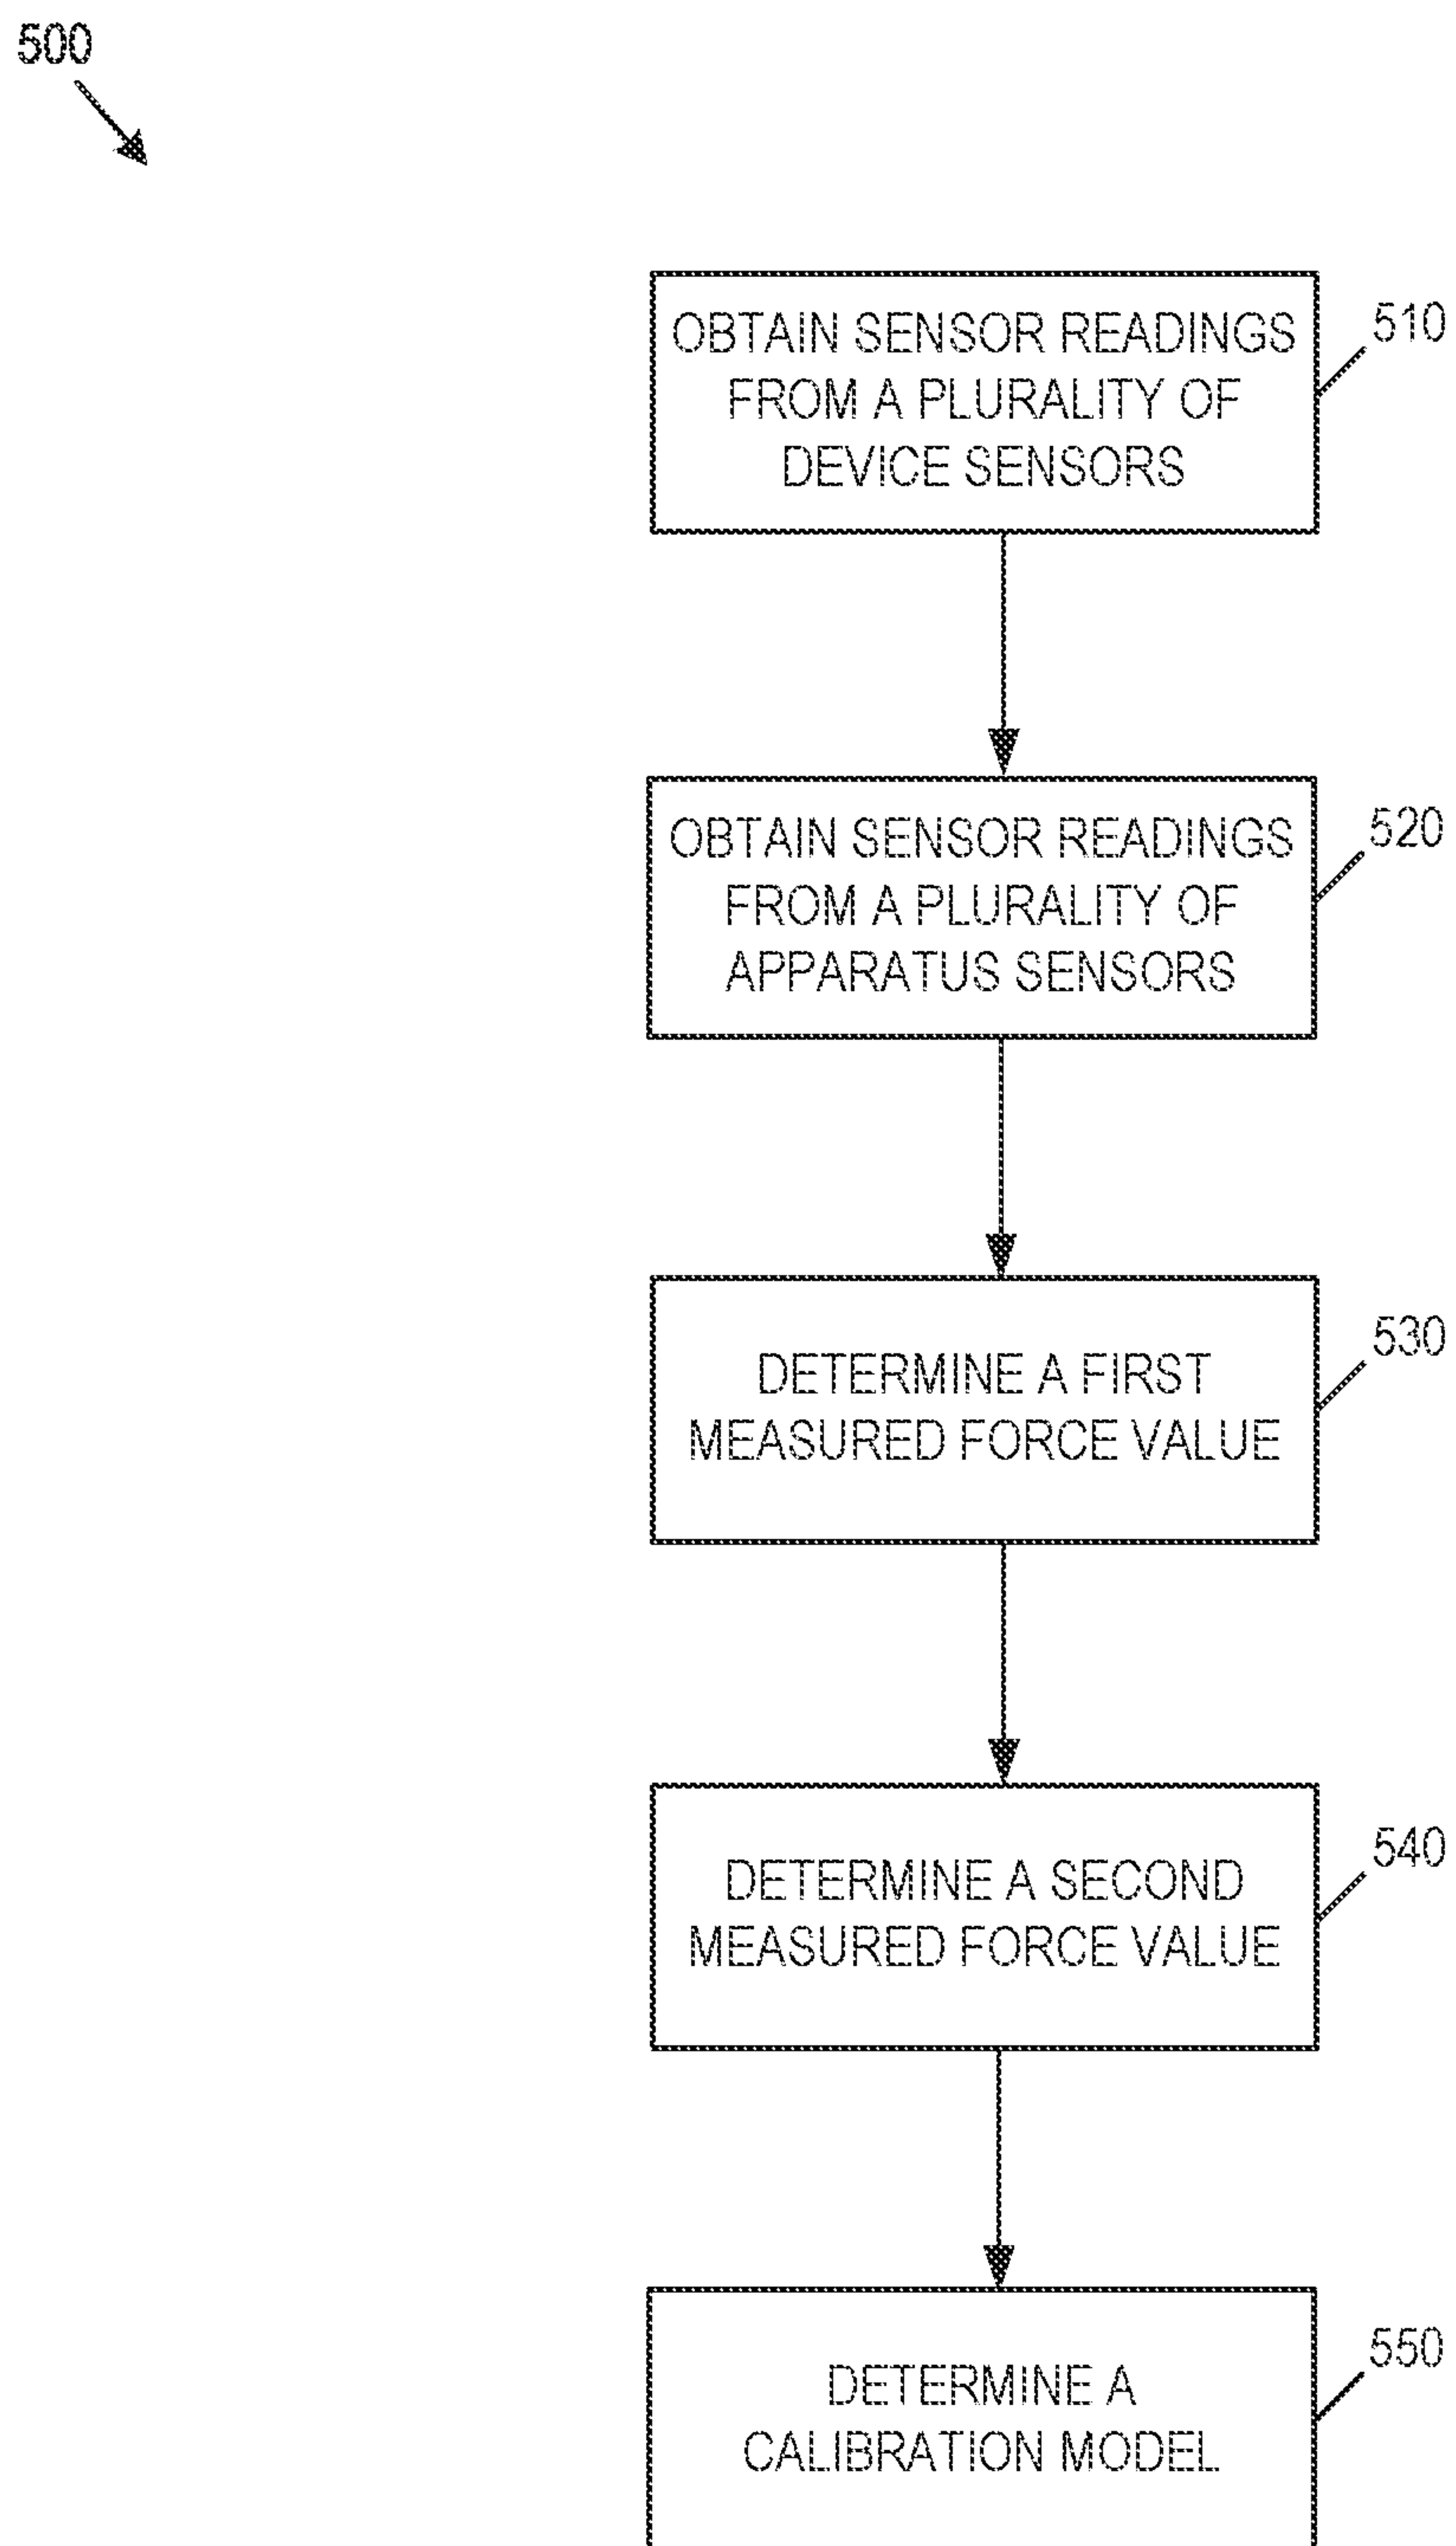 500
OBTAIN SENSOR READINGS
FROM A PLURALITY OF
DEVICE SENSORS
510
OBTAIN SENSOR READINGS
FROM A PLURALITY OF
APPARATUS SENSORS
520
DETERMINE A FIRST
MEASURED FORCE VALUE
530
DETERMINE A SECOND
MEASURED FORCE VALUE
540
DETERMINE A
CALIBRATION MODEL
550